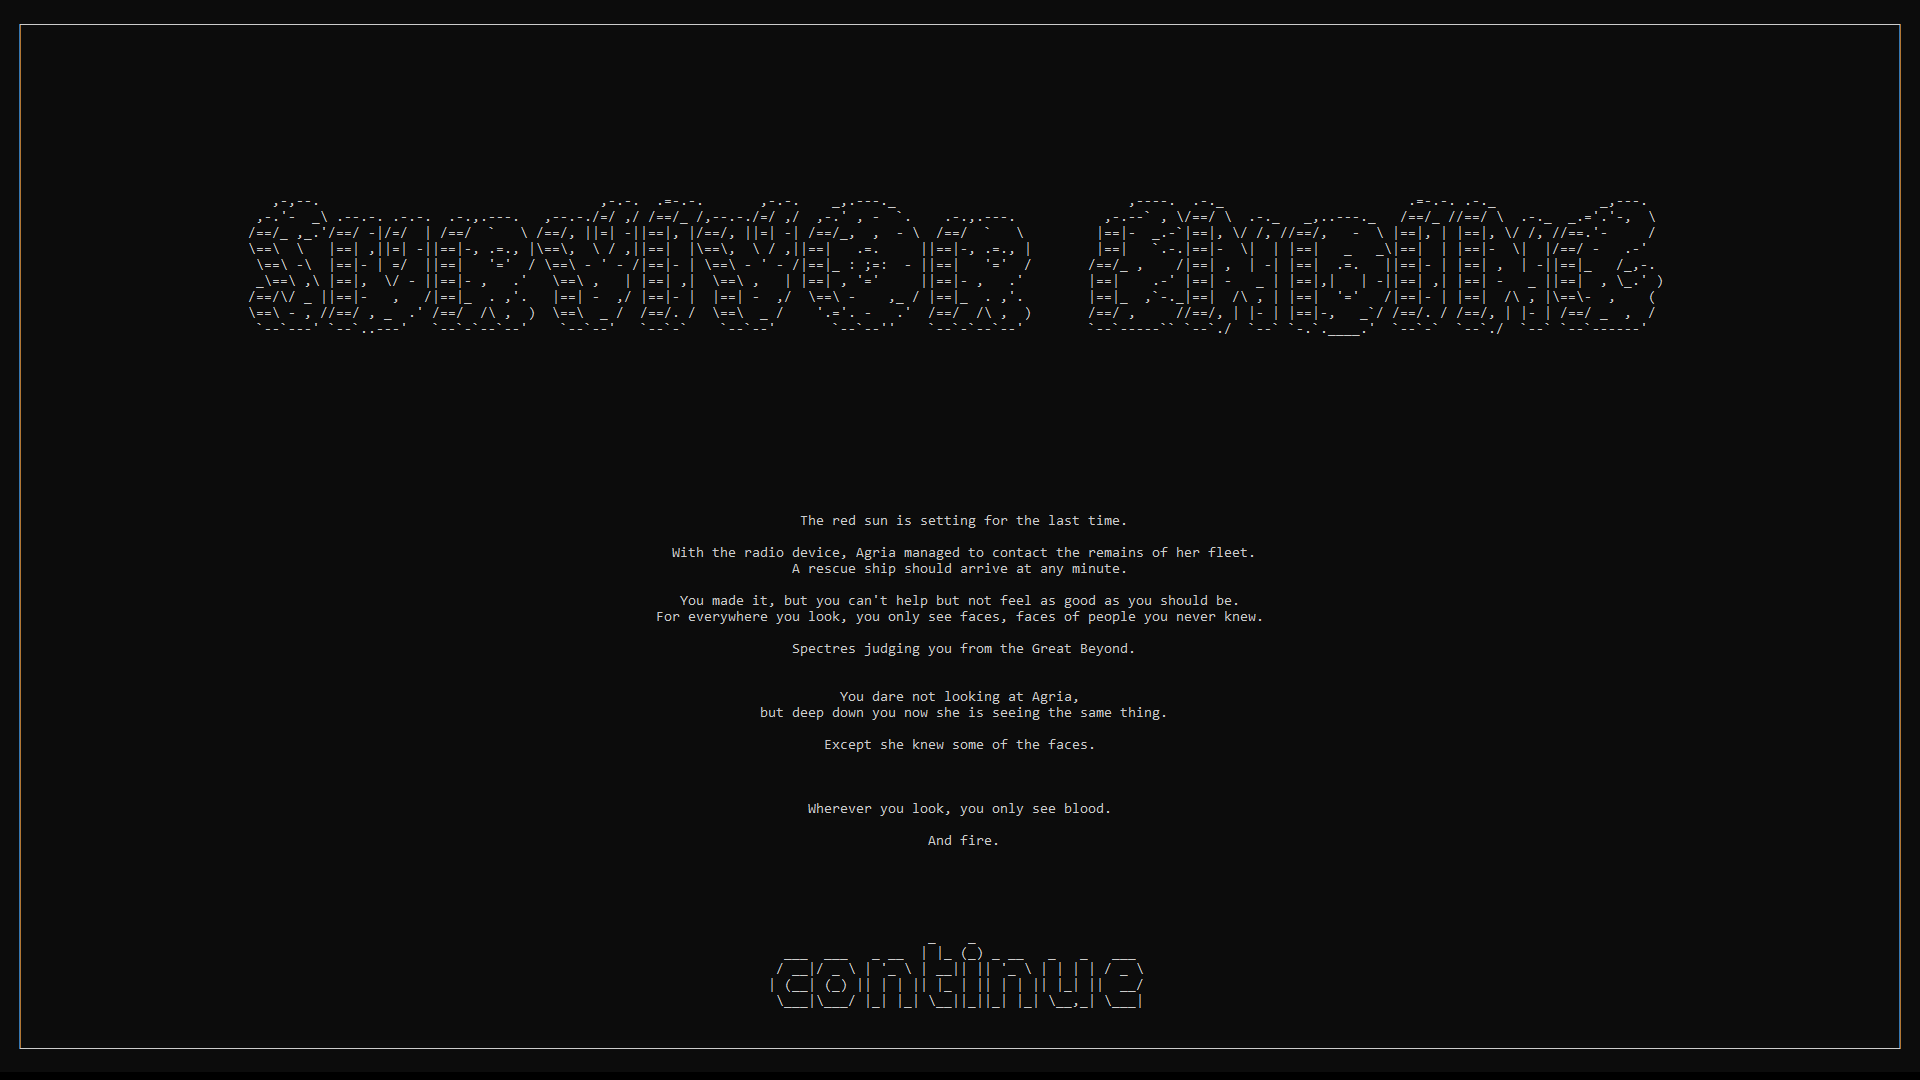 Survivor Ending
The red sun is setting for the last time.
With the radio device, Agria managed to contact the remains of her fleet.
A rescue ship should arrive at any minute.
You made it, but you can't help but not feel as good as you should be.
For everywhere you look, you only see faces, faces of people you never knew.
Spectres judging you from the Great Beyond.
You dare not looking at Agria,
but deep down you now she is seeing the same thing.
Except she knew some of the faces.
Wherever you look, you only see blood.
And fire.
continue